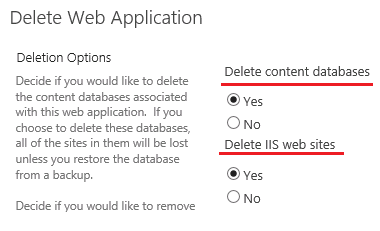 Delete Web Application
Deletion Options
Decide if you would like to delete
the content databases associated
with this web application.  If you
choose to delete these databases,
all of the sites in them will be lost
unless you restore the database
from a backup.
Decide if you would like to remove
Delete content databases
Yes
No
Delete IIS web sites
Yes
No